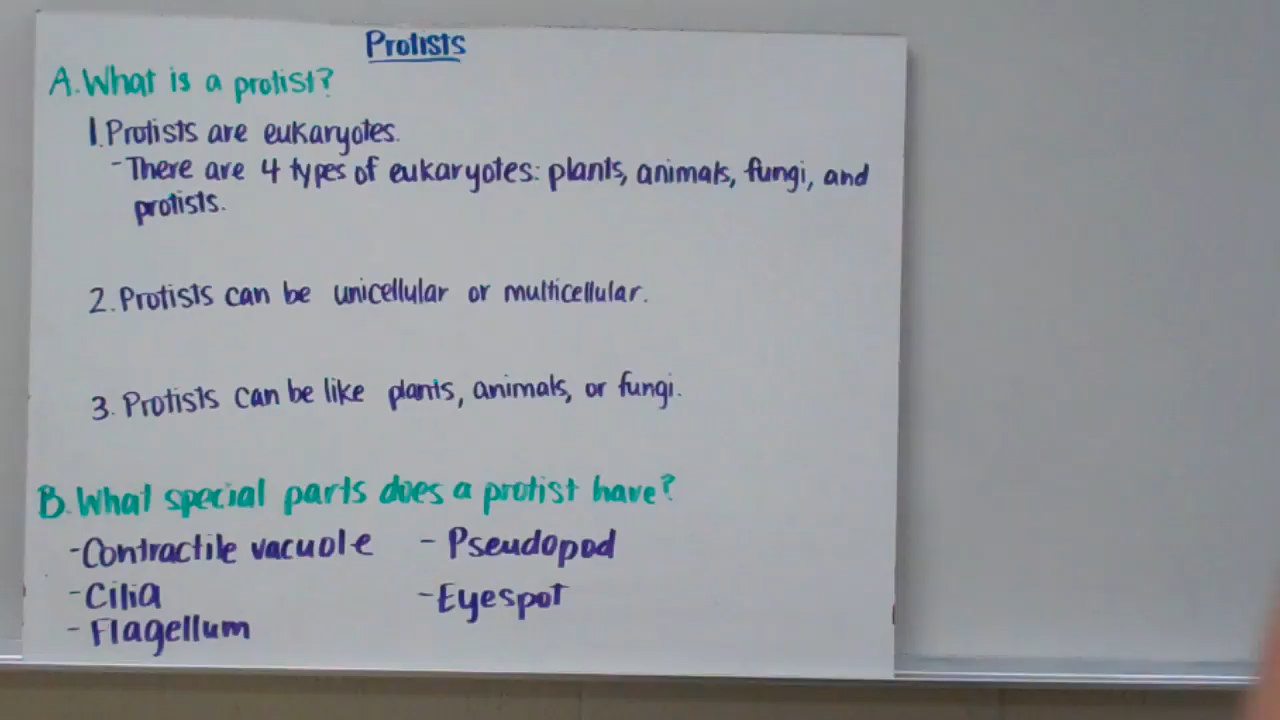 Protists
A. What is a protist?
1. Protists are eukaryotes.
- There are 4 types of eukaryotes: plants, animals, fungi, and
protists.
2. Protists can be unicellular or multicellular.
3. Protists can be like plants, animals, or fungi.
B. What special parts does a protist have?
- Contractile vacuole
- Cilia
- Flagellum
- Pseudopod
- Eyespot